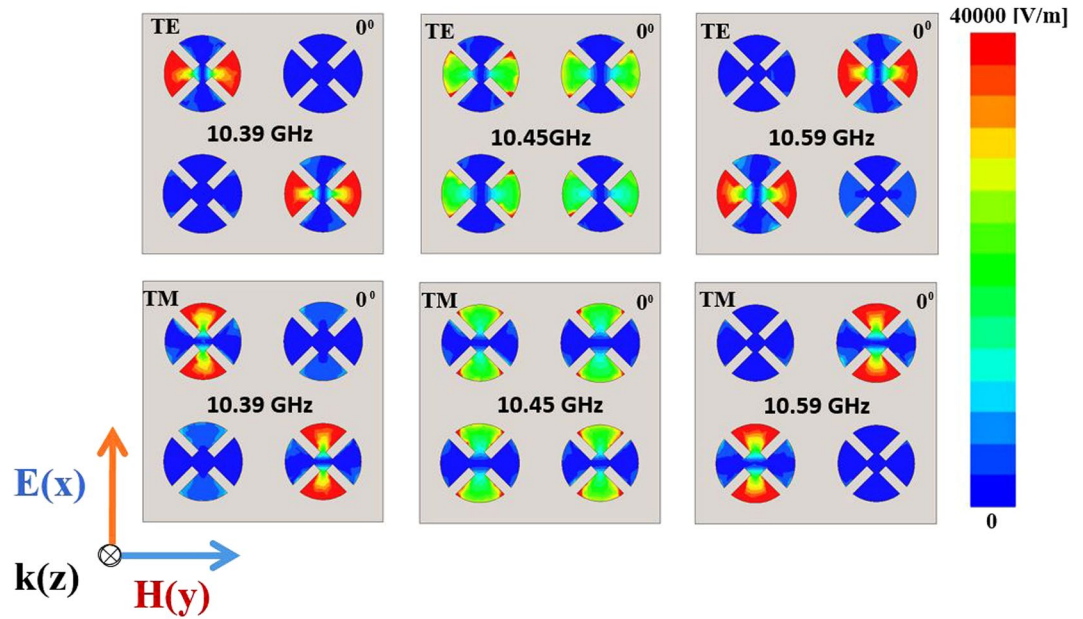 40000 [V/m]
TE 0⁰
10.39 GHz
TE 0⁰
10.45GHz
TE 0⁰
10.59 GHz
TM 0⁰
10.39 GHz
TM 0⁰
10.45 GHz
TM 0⁰
10.59 GHz
0
E(x)
k(z)
H(y)